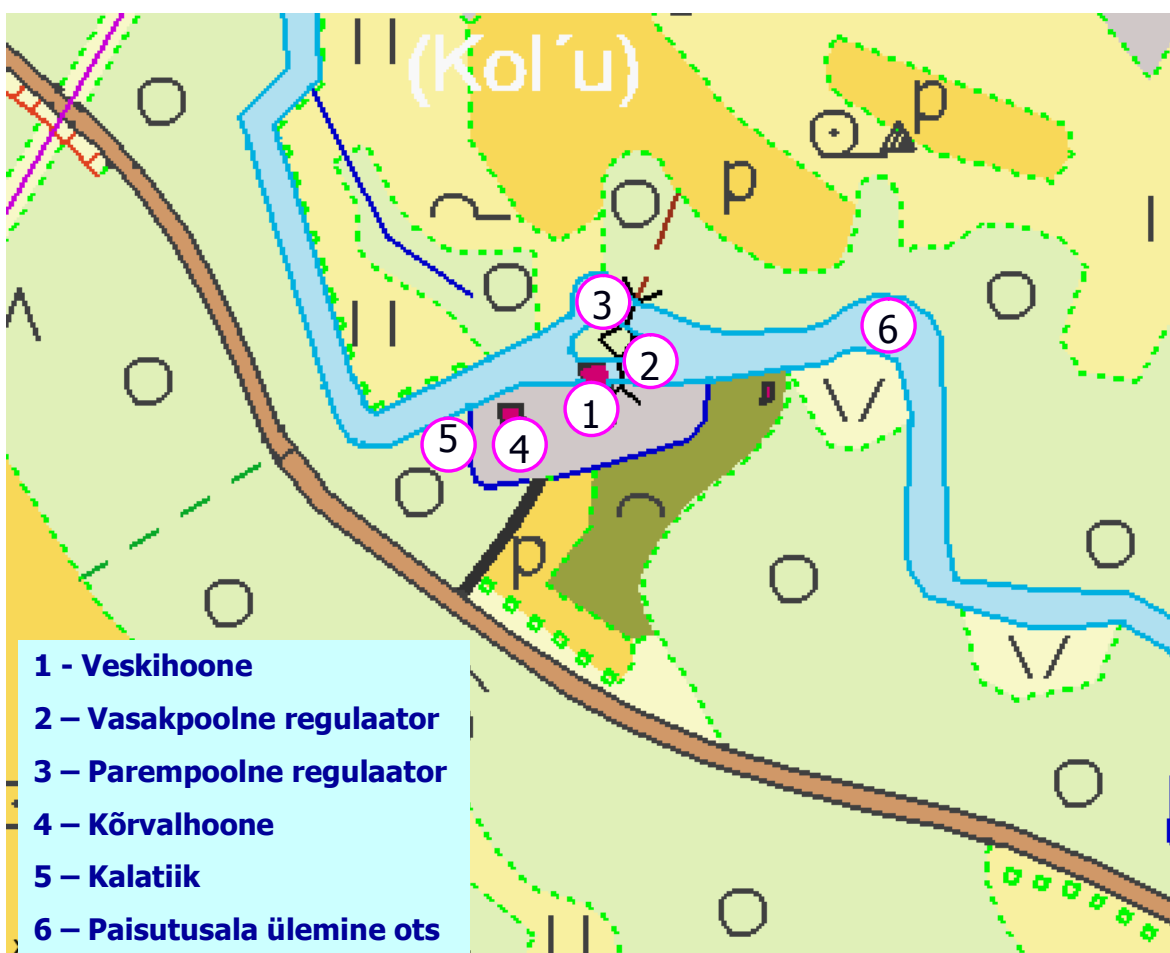 (Kol´u)
p
p
3
6
2
1
5
4
p
1 - Veskihoone
2 – Vasakpoolne regulaator
3 – Parempoolne regulaator
4 – Kõrvalhoone
5 – Kalatiik
6 – Paisutusala ülemine ots